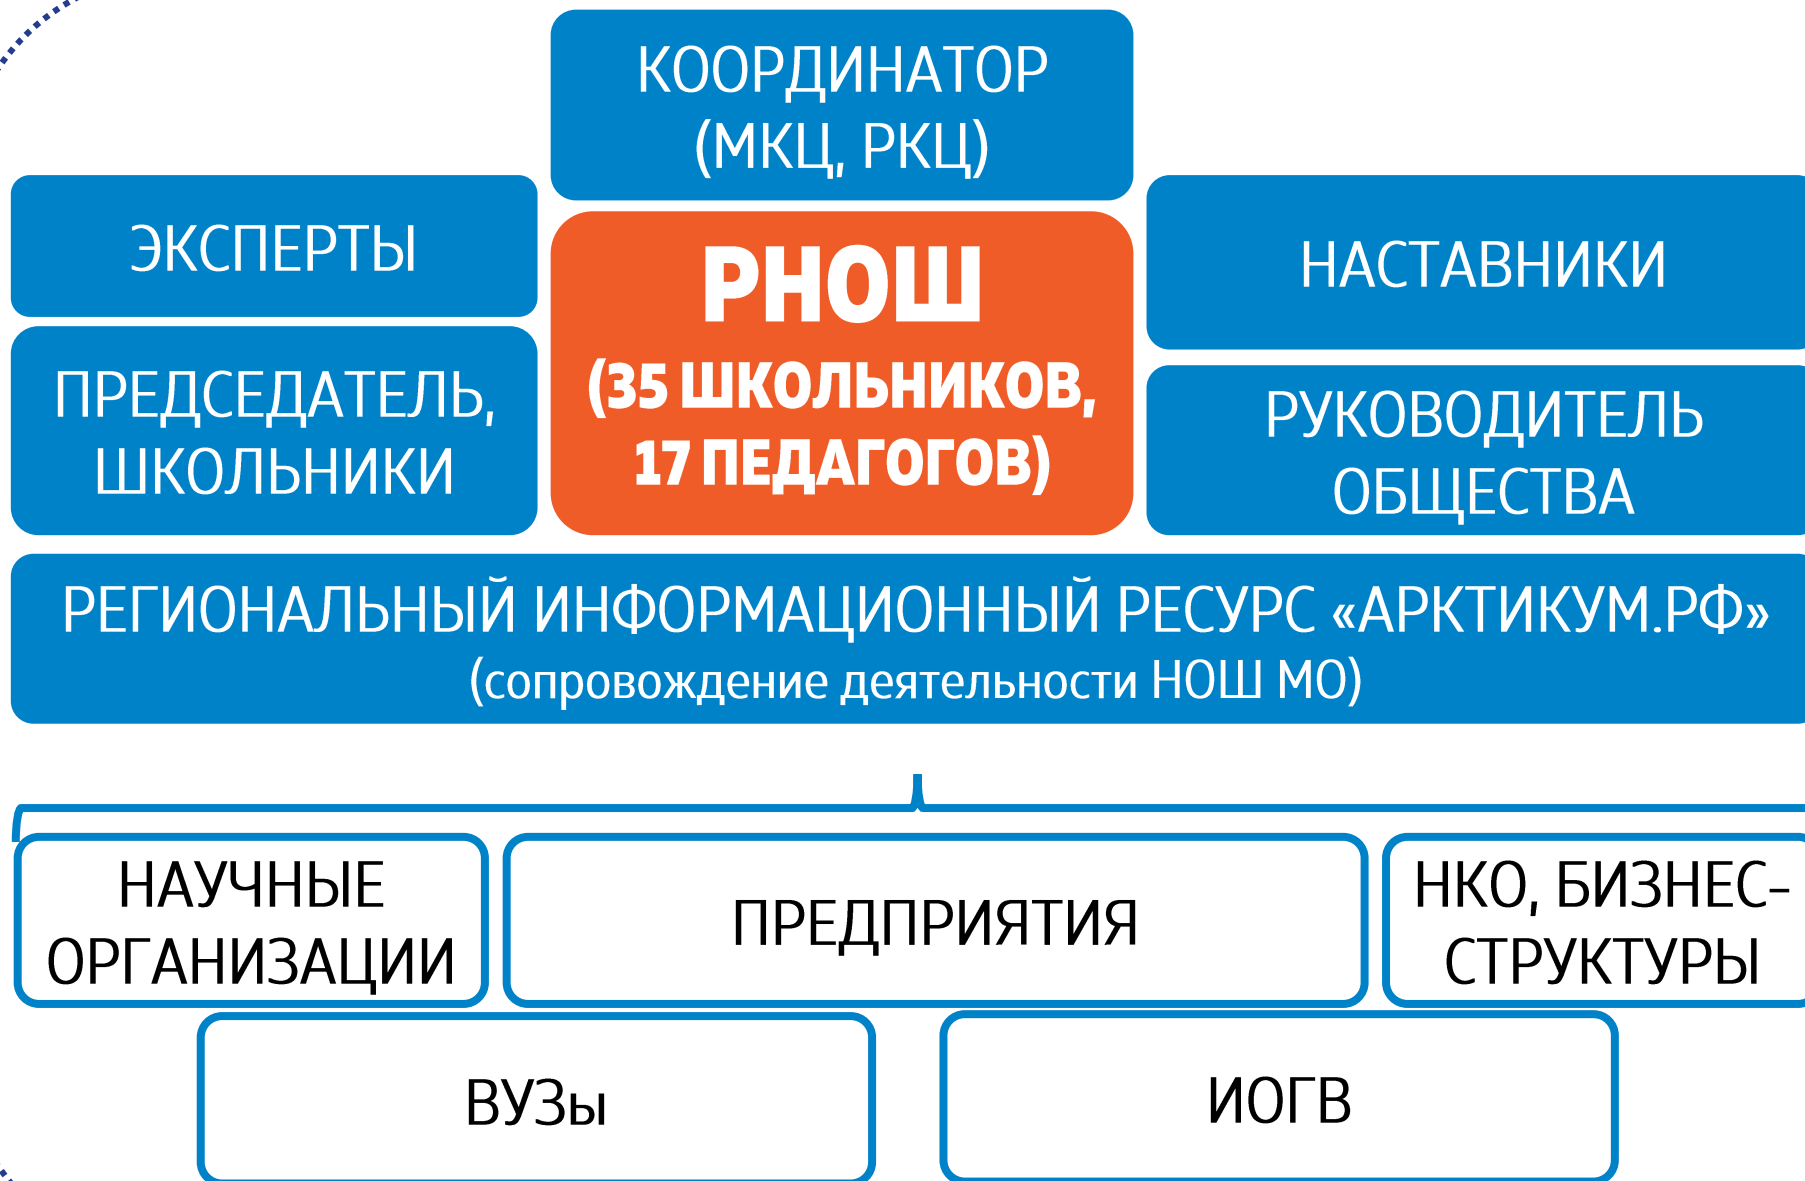 КООРДИНАТОР
(МКЦ, РКЦ)
ЭКСПЕРТЫ
ПРЕДСЕДАТЕЛЬ,
ШКОЛЬНИКИ
РНОШ
(35 ШКОЛЬНИКОВ,
17 ПЕДАГОГОВ)
НАСТАВНИКИ
РУКОВОДИТЕЛЬ
ОБЩЕСТВА
РЕГИОНАЛЬНЫЙ ИНФОРМАЦИОННЫЙ РЕСУРС «АРКТИКУМ.РФ»
(сопровождение деятельности НОШ МО)
НАУЧНЫЕ
ОРГАНИЗАЦИИ
ПРЕДПРИЯТИЯ
НКО, БИЗНЕС-
СТРУКТУРЫ
ВУЗы
ИОГВ